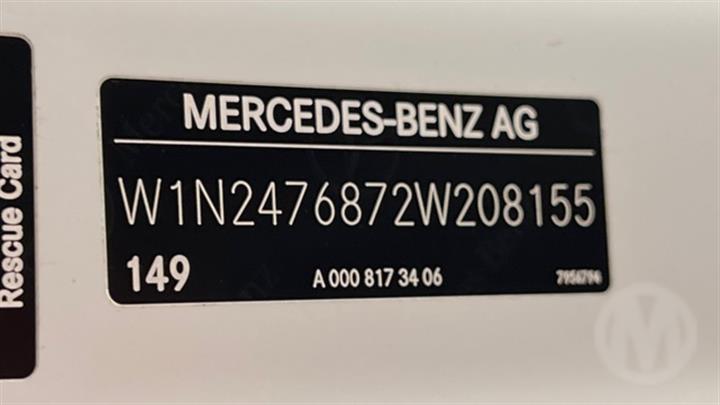 Rescue Card
MERCEDES-BENZ AG
W1N2476872W208155
149
A 000 817 34 06
7956794
M